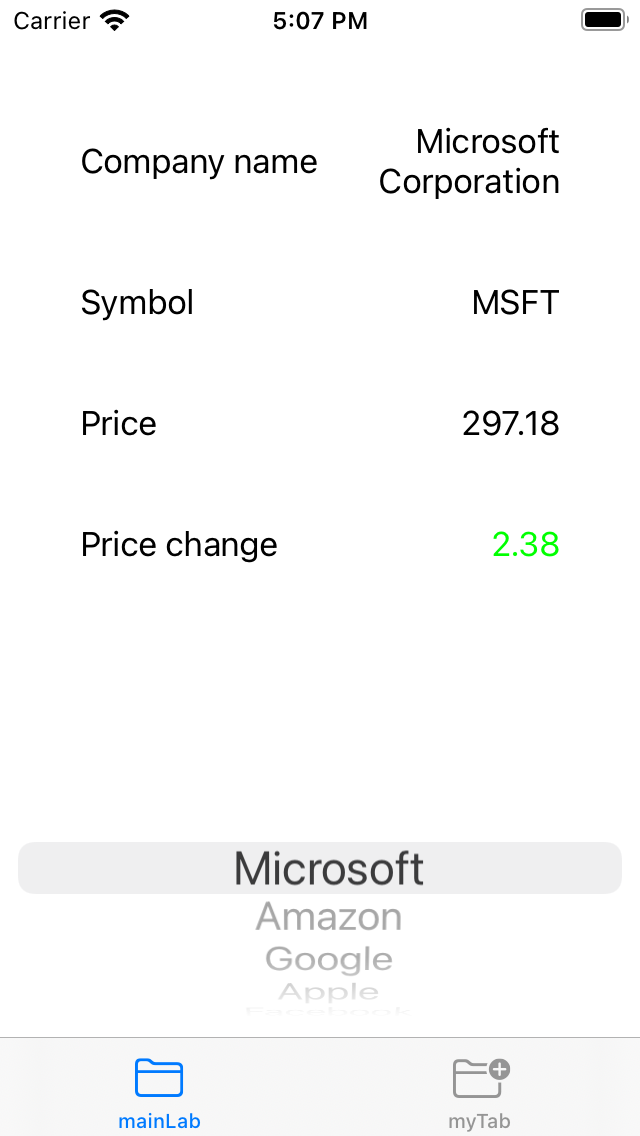 Carrier 5:07 PM
Company name
Microsoft
Corporation
Symbol MSFT
Price 297.18
Price change 2.38
Microsoft
Amazon
Google
Apple
Facebook
mainLab myTab